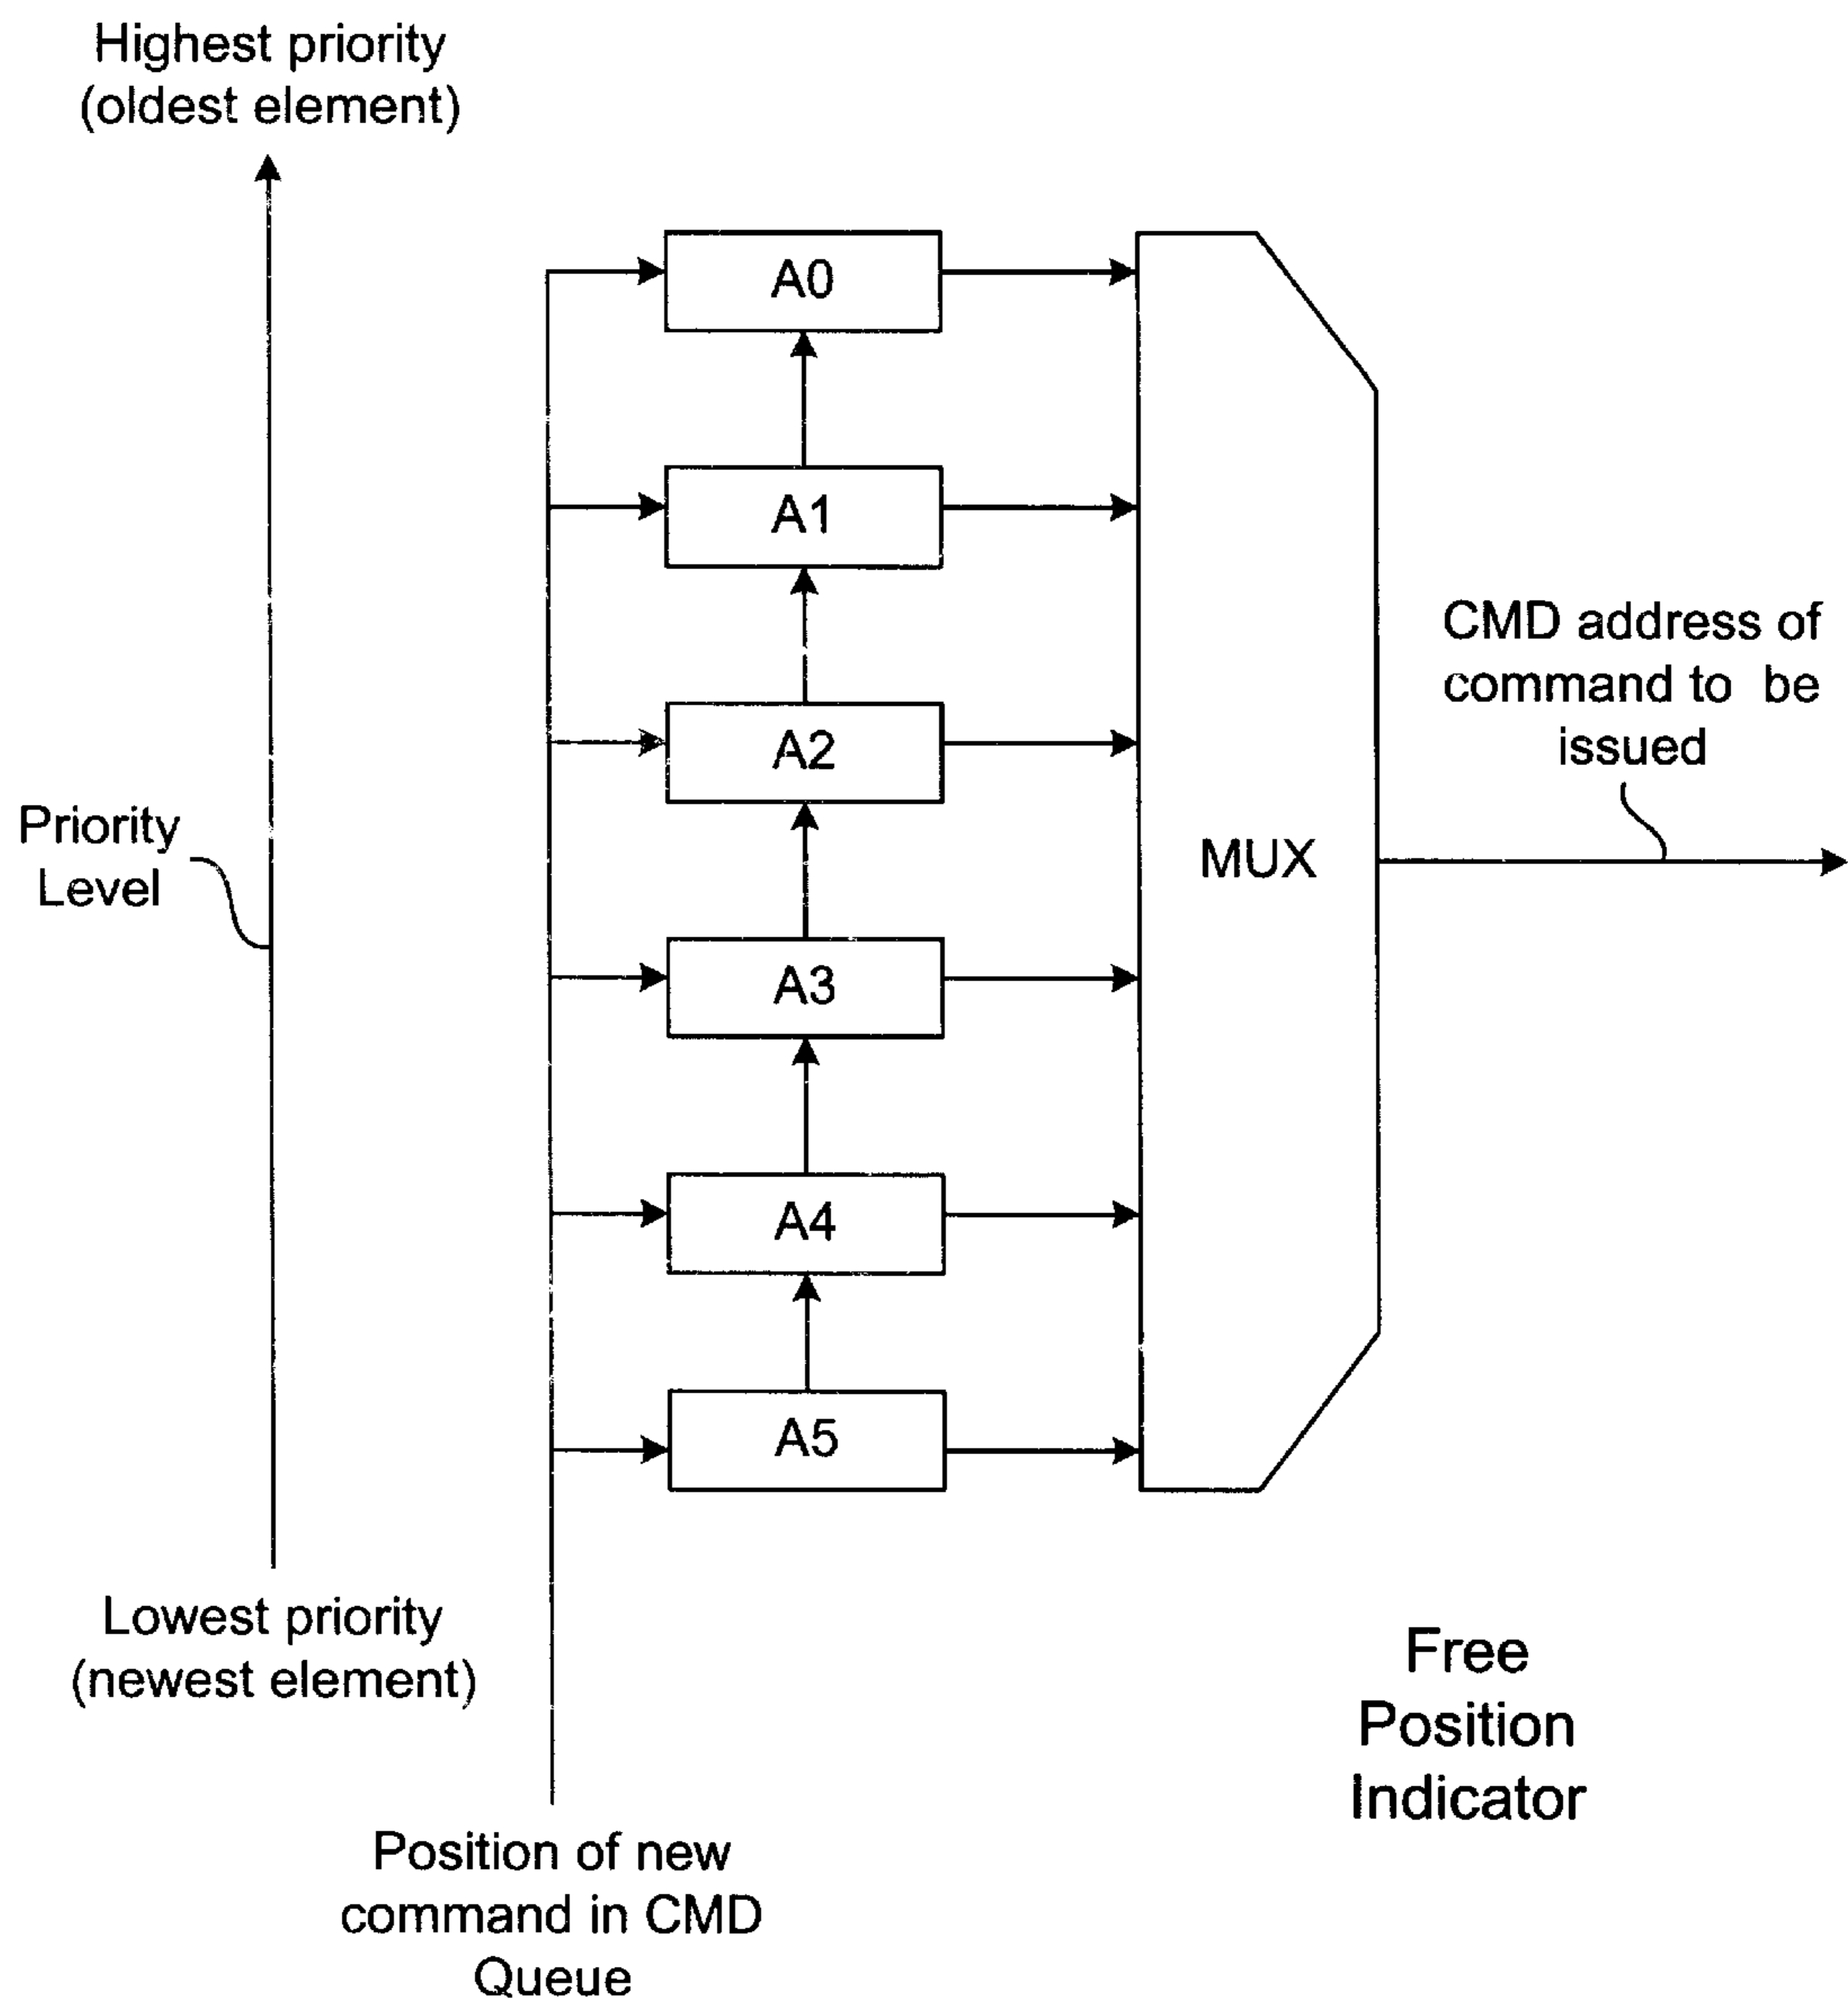 Highest priority
(oldest element)
A0
A1
CMD address of
command to be
issued
A2
Priority
Level
MUX
A3
A4
A5
Lowest priority
(newest element)
Free
Position
Indicator
Position of new
command in CMD
Queue